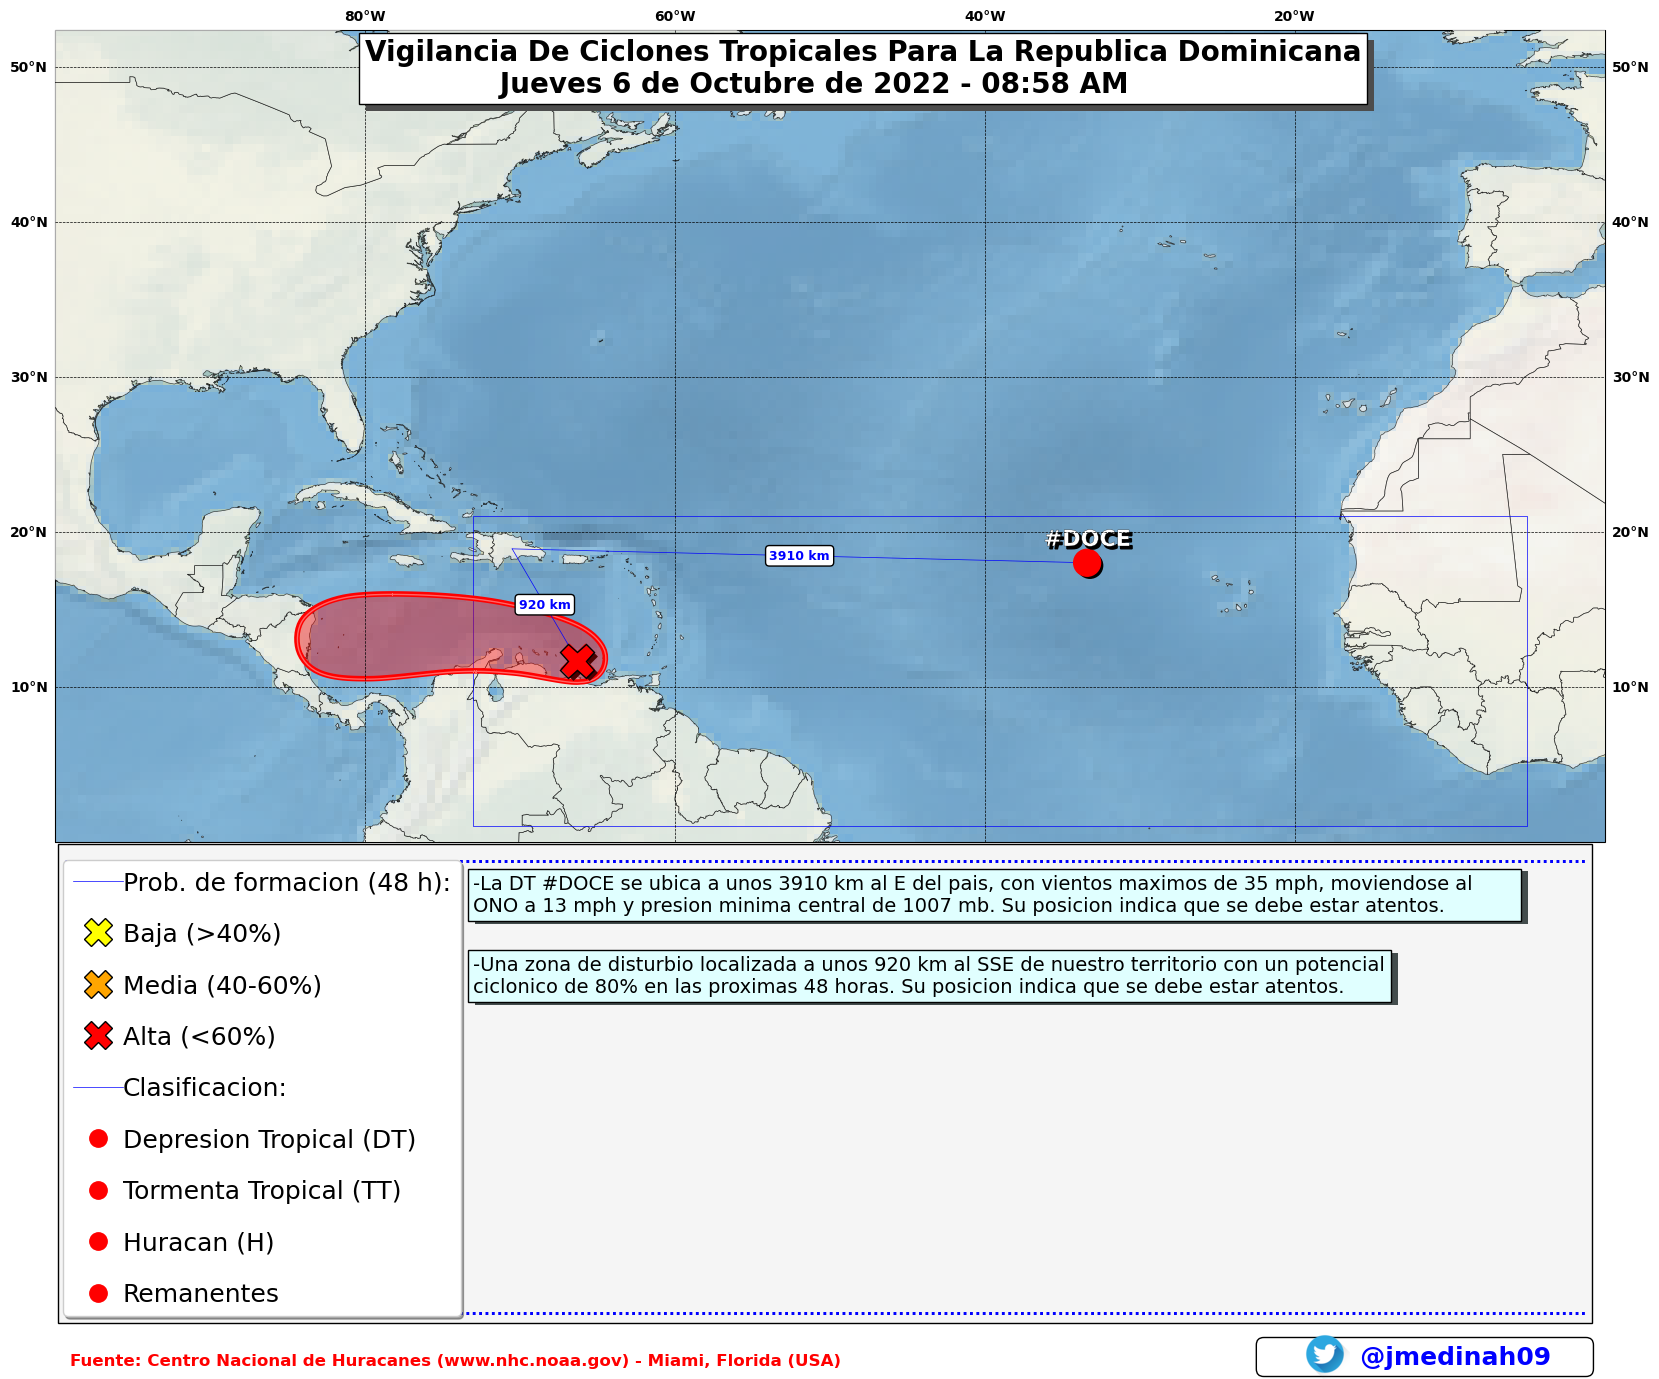 80°W 60°W 40°W 20°W
Vigilancia De Ciclones Tropicales Para La Republica Dominicana
Jueves 6 de Octubre de 2022 - 08:58 AM
50°N 50°N
40°N 40°N
30°N 30°N
20°N 20°N
#DOCE
3910 km
920 km
10°N 10°N
Prob. de formacion (48 h):
Baja (>40%)
Media (40-60%)
Alta (<60%)
Clasificacion:
Depresion Tropical (DT)
Tormenta Tropical (TT)
Huracan (H)
Remanentes
-La DT #DOCE se ubica a unos 3910 km al E del pais, con vientos maximos de 35 mph, moviendose al
ONO a 13 mph y presion minima central de 1007 mb. Su posicion indica que se debe estar atentos.
-Una zona de disturbio localizada a unos 920 km al SSE de nuestro territorio con un potencial
ciclonico de 80% en las proximas 48 horas. Su posicion indica que se debe estar atentos.
Fuente: Centro Nacional de Huracanes (www.nhc.noaa.gov) - Miami, Florida (USA)
@jmedinah09